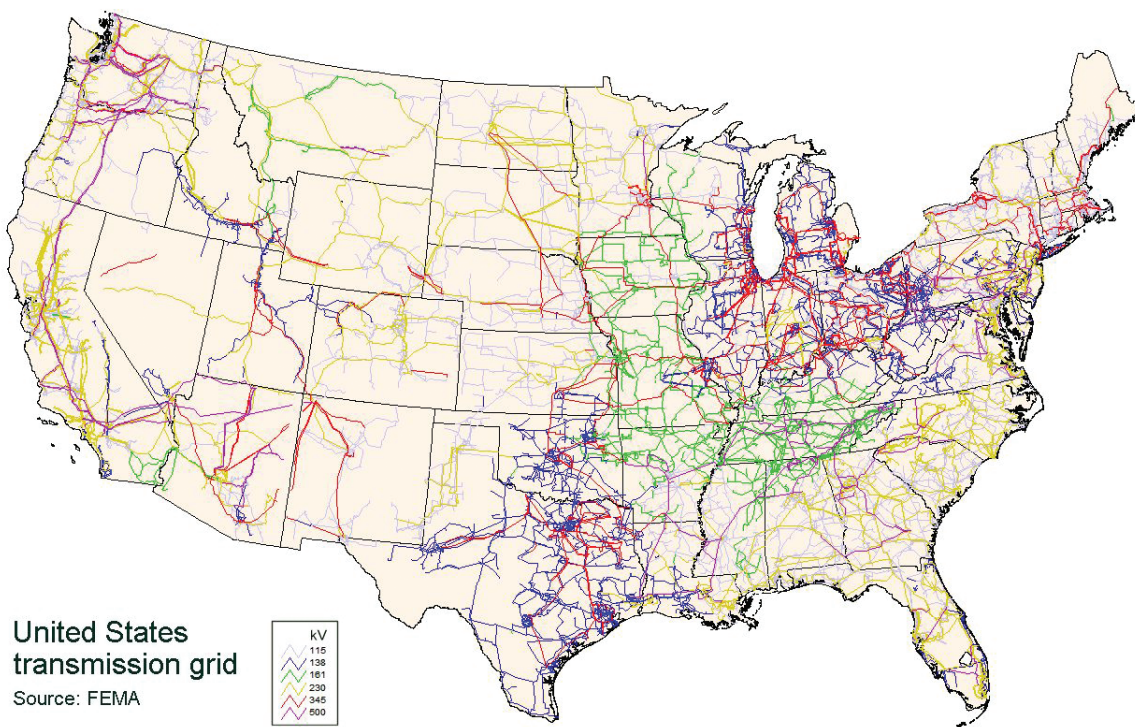 United States
transmission grid
Source: FEMA
kV
115
138
161
230
345
500